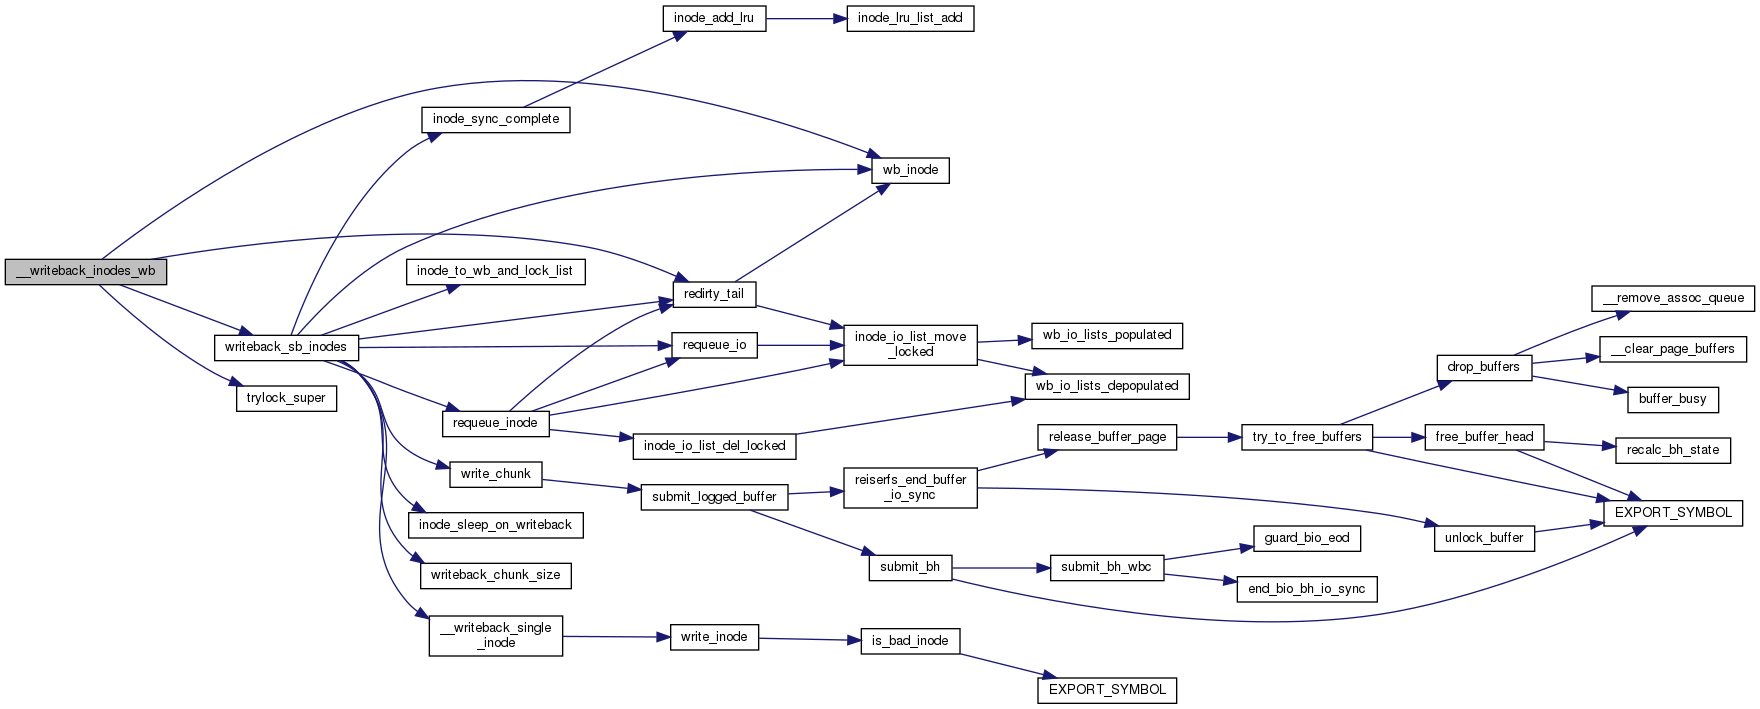 inode_add_lru
inode_lru_list_add
inode_sync_complete
wb_inode
__writeback_inodes_wb
inode_to_wb_and_lock_list
redirty_tail
__remove_assoc_queue
writeback_sb_inodes
requeue_io
inode_io_list_move
_locked
wb_io_lists_populated
__clear_page_buffers
drop_buffers
trylock_super
wb_io_lists_depopulated
buffer_busy
requeue_inode
inode_io_list_del_locked
release_buffer_page
try_to_free_buffers
free_buffer_head
recalc_bh_state
write_chunk
submit_logged_buffer
reiserfs_end_buffer
_io_sync
EXPORT_SYMBOL
inode_sleep_on_writeback
unlock_buffer
guard_bio_eod
writeback_chunk_size
submit_bh
submit_bh_wbc
end_bio_bh_io_sync
__writeback_single
_inode
write_inode
is_bad_inode
EXPORT_SYMBOL